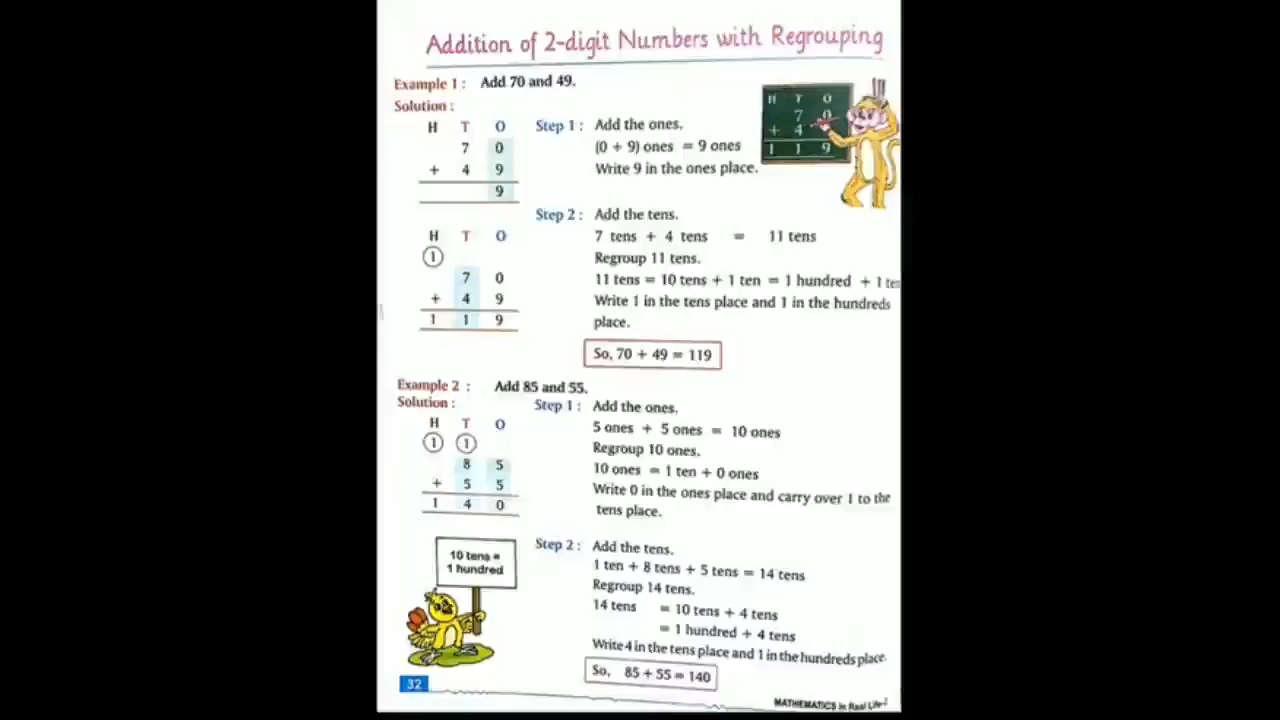 Addition of 2-digit Numbers with Regrouping
Example 1 : Add 70 and 49.
Solution :
H T O
7 0
+ 4 9
9
Step 1 : Add the ones.
(0 + 9) ones = 9 ones
Write 9 in the ones place.
H T O
7 0
+ 4
1 1 9
Step 2 : Add the tens.
7 tens + 4 tens = 11 tens
Regroup 11 tens.
11 tens = 10 tens + 1 ten = 1 hundred + 1
Write 1 in the tens place and 1 in the hundreds
place.
H T O
1
7 0
+ 4 9
1 1 9
So, 70 + 49 = 119
Example 2 : Add 85 and 55.
Solution :
H T O
1 1
8 5
+ 5 5
1 4 0
Step 1 : Add the ones.
5 ones + 5 ones = 10 ones
Regroup 10 ones.
10 ones = 1 ten + 0 ones
Write 0 in the ones place and carry over 1 to the
tens place.
Step 2 : Add the tens.
1 ten + 8 tens + 5 tens = 14 tens
Regroup 14 tens.
14 tens = 10 tens + 4 tens
= 1 hundred + 4 tens
Write 4 in the tens place and 1 in the hundreds place.
So, 85 + 55 = 140
10 tens =
1 hundred
32
MATHEMATICS in Real Life